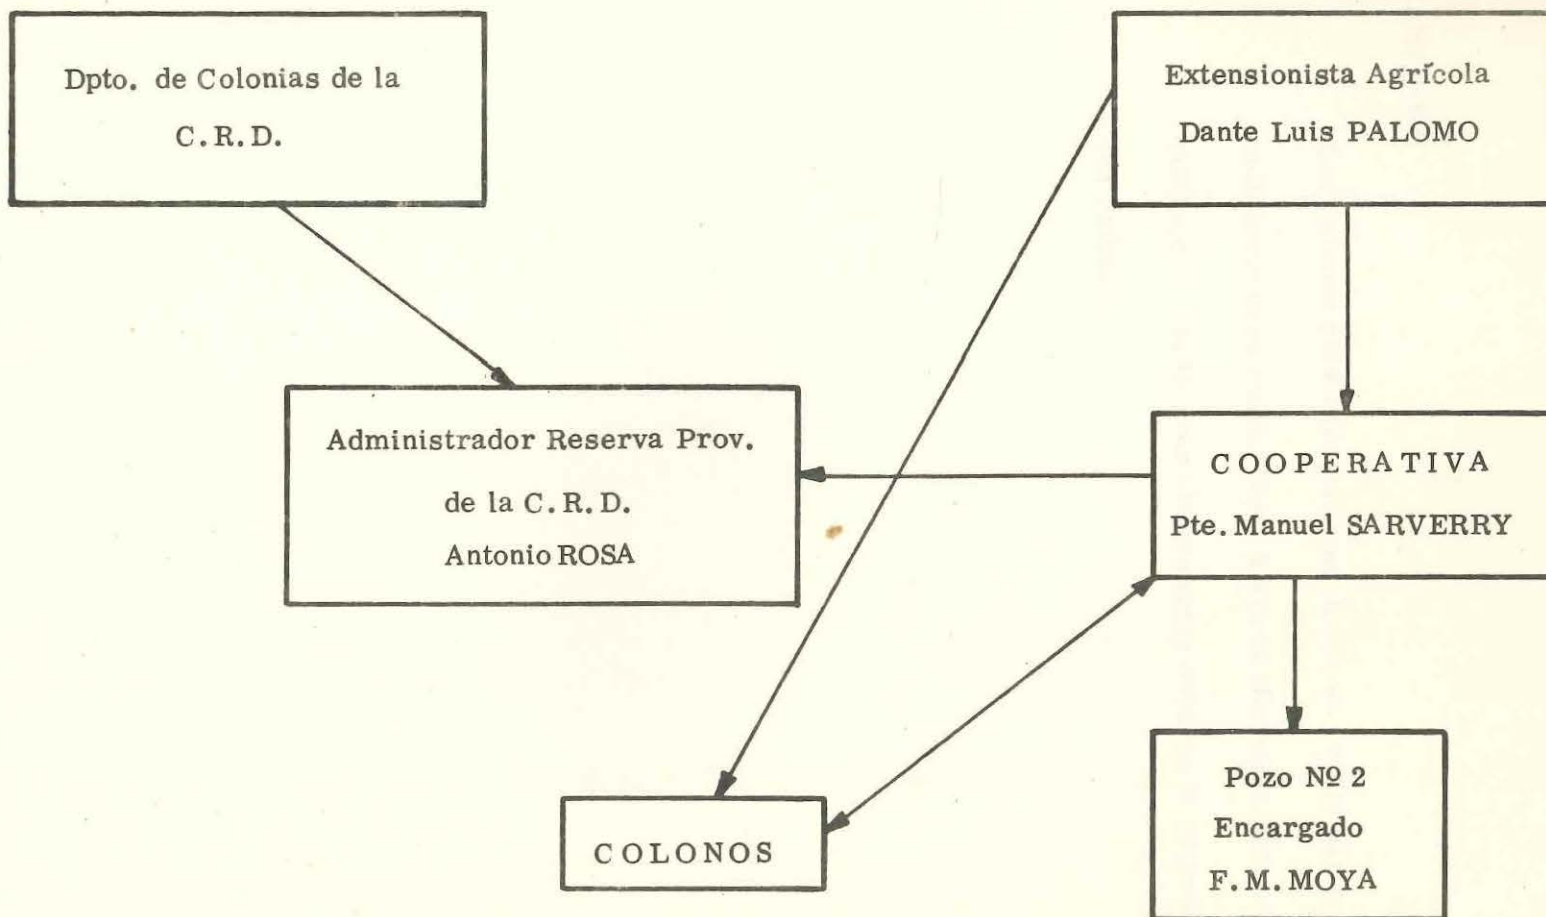 Dpto. de Colonias de la
C.R.D.
Extensionista Agrícola
Dante Luis PALOMO
Administrador Reserva Prov.
de la C.R.D.
Antonio ROSA
COOPERATIVA
Pte. Manuel SARVERRY
COLONOS
Pozo Nº 2
Encargado
F.M. MOYA